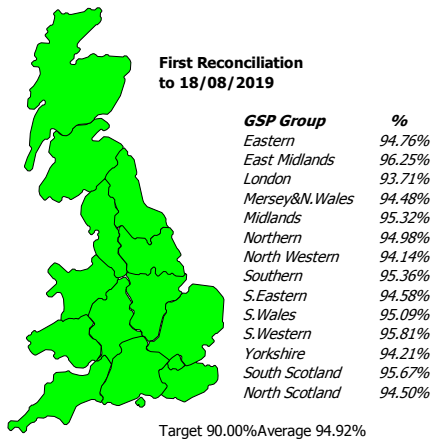 First Reconciliation
to 18/08/2019
GSP Group %
Eastern 94.76%
East Midlands 96.25%
London 93.71%
Mersey&N.Wales 94.48%
Midlands 95.32%
Northern 94.98%
North Western 94.14%
Southern 95.36%
S.Eastern 94.58%
S.Wales 95.09%
S.Western 95.81%
Yorkshire 94.21%
South Scotland 95.67%
North Scotland 94.50%
Target 90.00%Average 94.92%